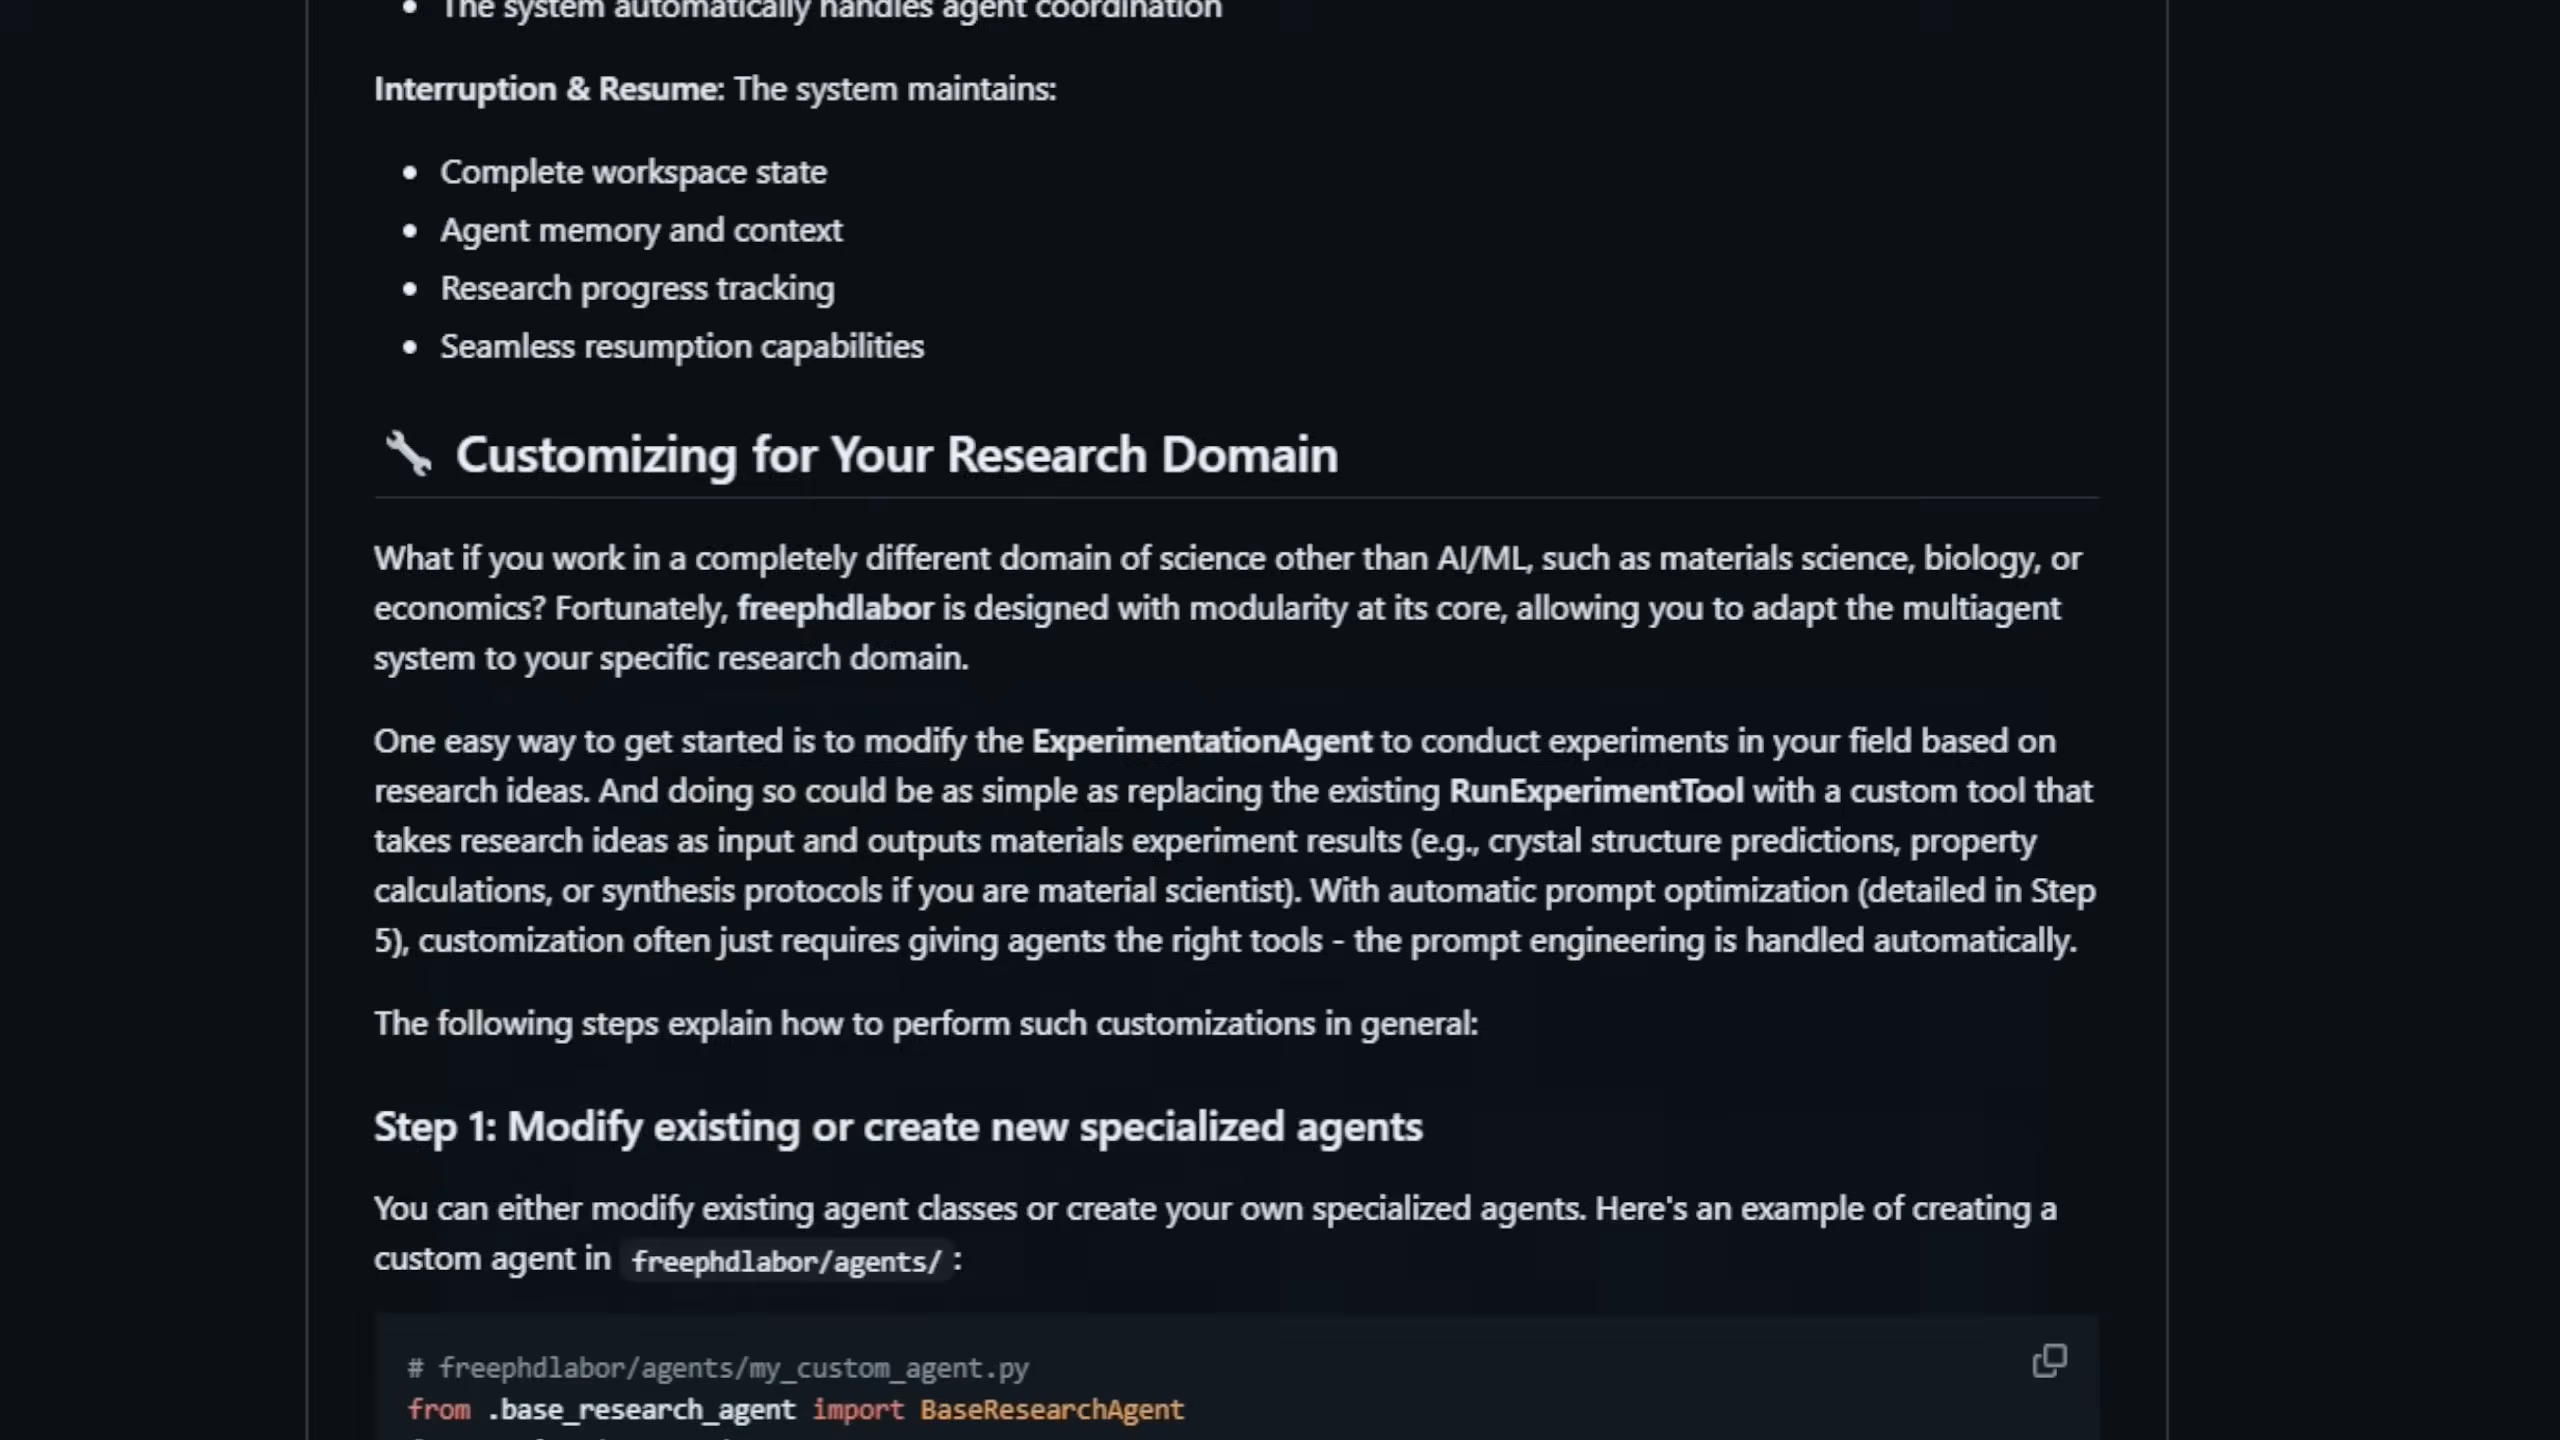 The system automatically handles agent coordination
Interruption & Resume: The system maintains:
Complete workspace state
Agent memory and context
Research progress tracking
Seamless resumption capabilities
Customizing for Your Research Domain
What if you work in a completely different domain of science other than AI/ML, such as materials science, biology, or
economics? Fortunately, freephdlabor is designed with modularity at its core, allowing you to adapt the multiagent
system to your specific research domain.
One easy way to get started is to modify the ExperimentationAgent to conduct experiments in your field based on
research ideas. And doing so could be as simple as replacing the existing RunExperimentTool with a custom tool that
takes research ideas as input and outputs materials experiment results (e.g., crystal structure predictions, property
calculations, or synthesis protocols if you are material scientist). With automatic prompt optimization (detailed in Step
5), customization often just requires giving agents the right tools - the prompt engineering is handled automatically.
The following steps explain how to perform such customizations in general:
Step 1: Modify existing or create new specialized agents
You can either modify existing agent classes or create your own specialized agents. Here's an example of creating a
custom agent in freephdlabor/agents/ :
# freephdlabor/agents/my_custom_agent.py
from .base_research_agent import BaseResearchAgent